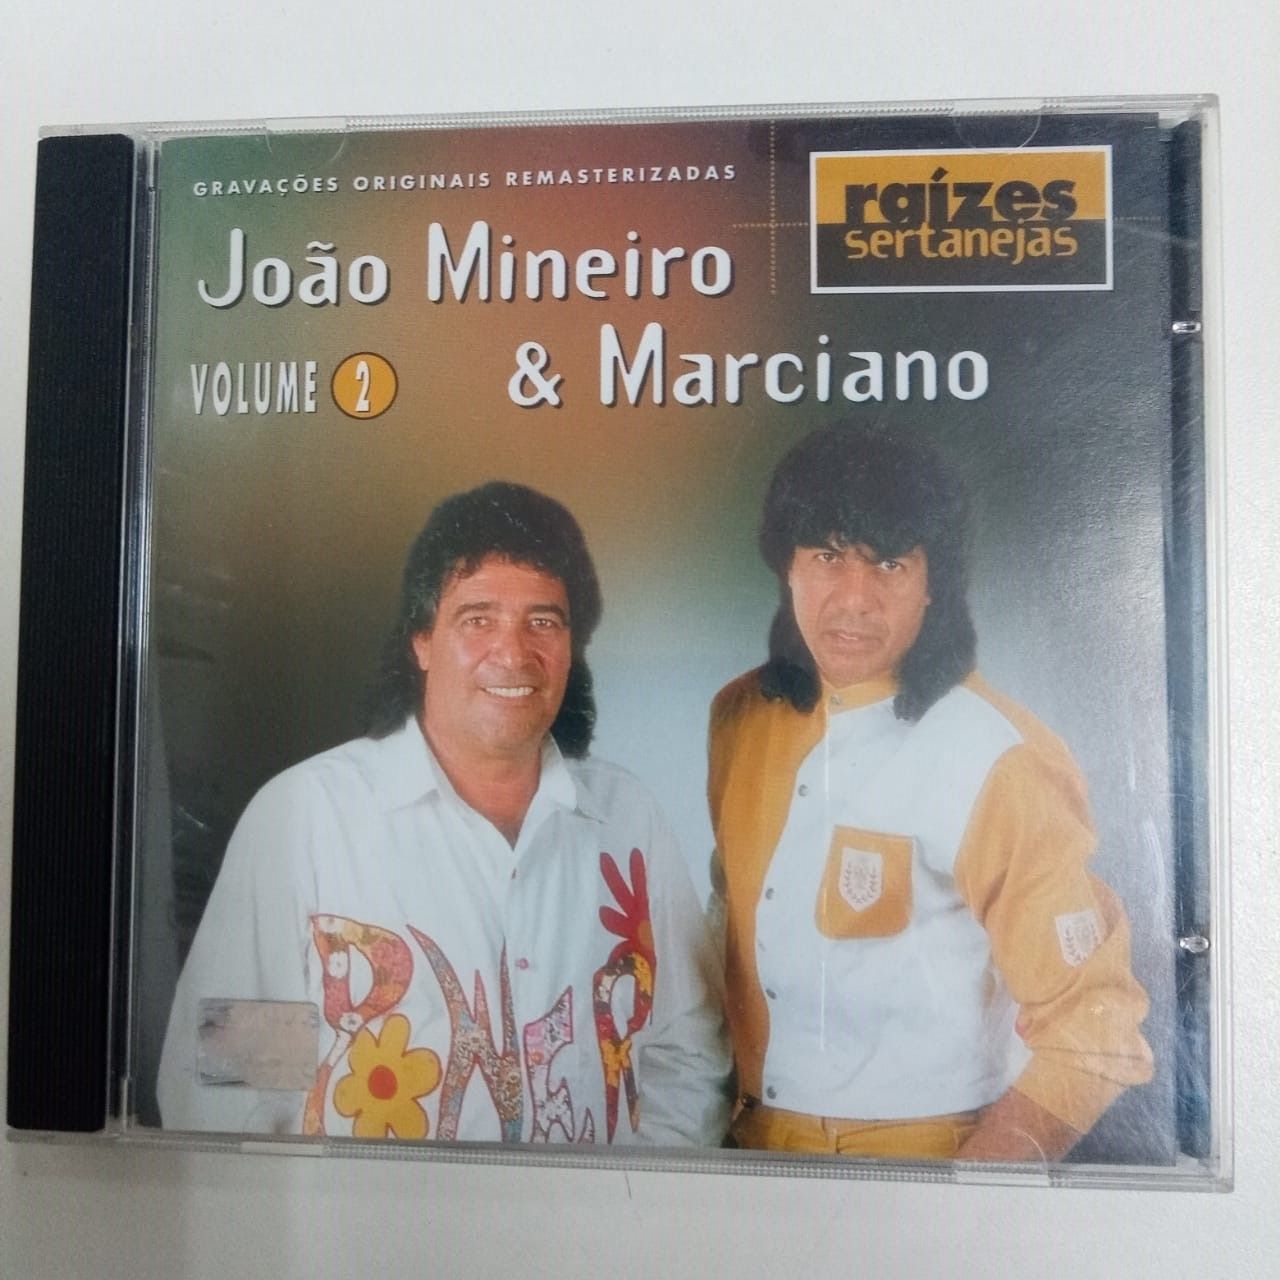 GRAVAÇÕES ORIGINAIS REMASTERIZADAS
João Mineiro
& Marciano
VOLUME 2
raízes
sertanejas
POWER